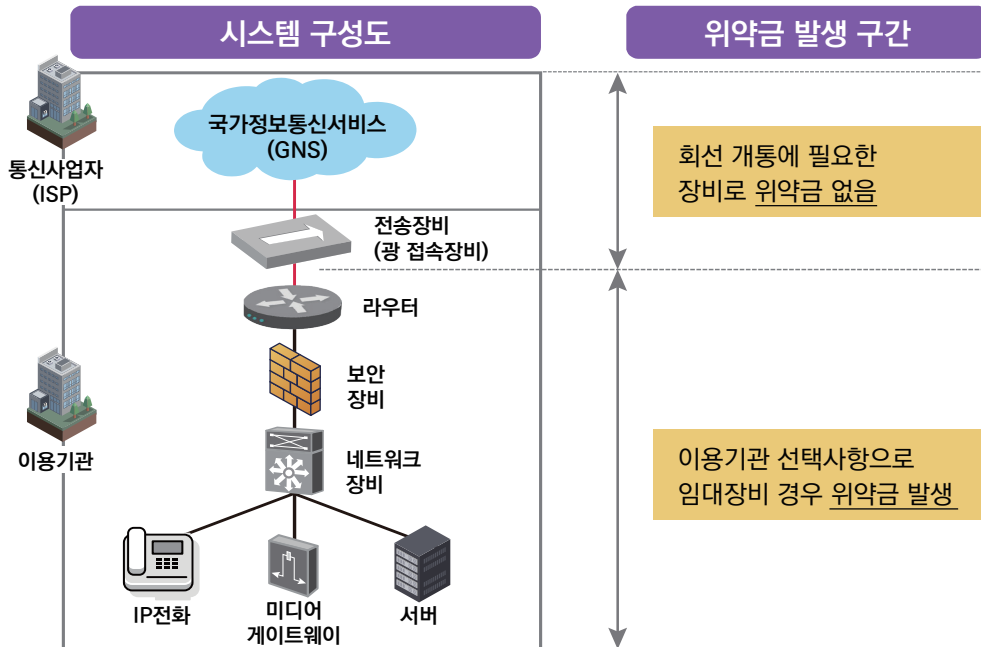 시스템 구성도
위약금 발생 구간
국가정보통신서비스
(GNS)
통신사업자
(ISP)
회선 개통에 필요한
장비로 위약금 없음
전송장비
(광 접속장비)
라우터
보안
장비
이용기관
네트워크
장비
이용기관 선택사항으로
임대장비 경우 위약금 발생
IP전화
미디어
게이트웨이
서버